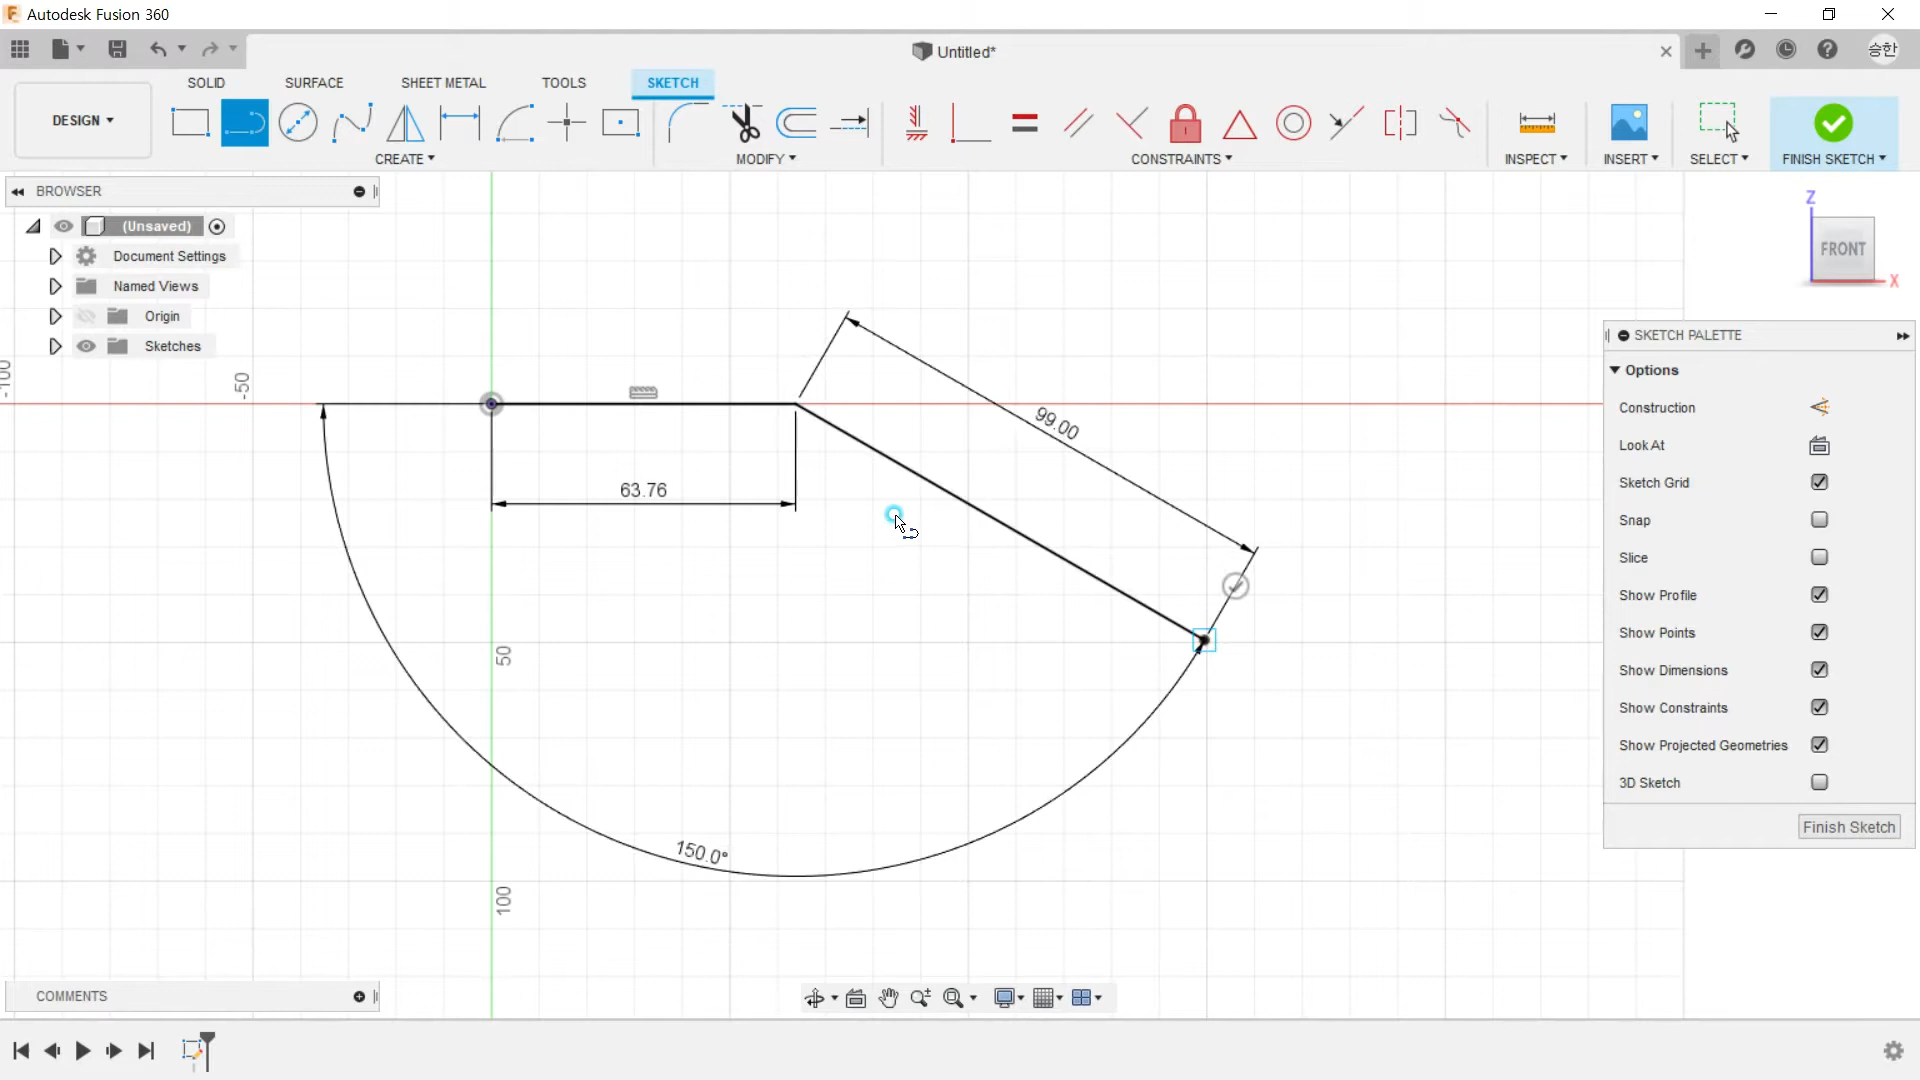 Autodesk Fusion 360
Untitled*
승한
SOLID SURFACE SHEET METAL TOOLS SKETCH
DESIGN ▾
CREATE ▾ MODIFY ▾ CONSTRAINTS ▾ INSPECT ▾ INSERT ▾ SELECT ▾ FINISH SKETCH ▾
BROWSER
(Unsaved)
Document Settings
Named Views
Origin
Sketches
Z
FRONT
X
-100
-50
99.00
63.76
50
150.0°
100
SKETCH PALETTE
Options
Construction
Look At
Sketch Grid
Snap
Slice
Show Profile
Show Points
Show Dimensions
Show Constraints
Show Projected Geometries
3D Sketch
Finish Sketch
COMMENTS